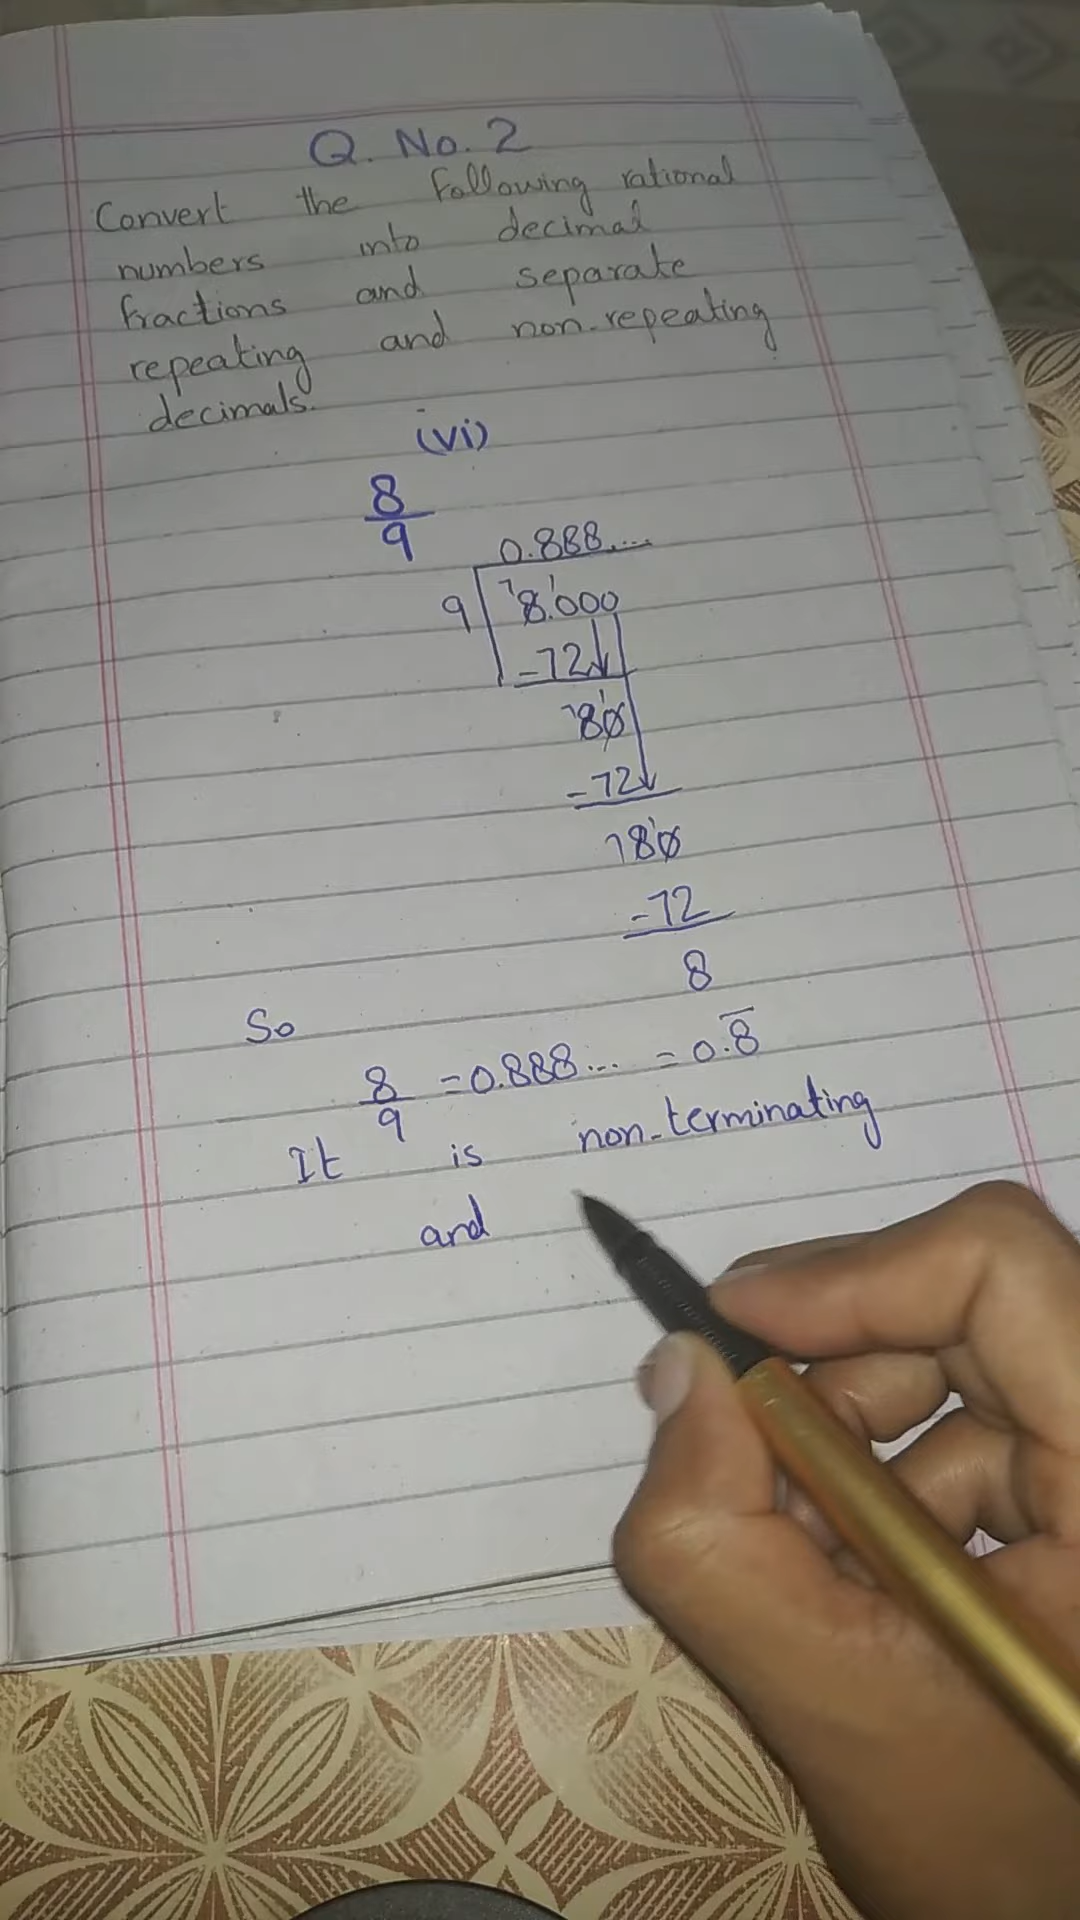 Q. No. 2
Convert the following rational
numbers into decimal
fractions and separate
repeating and non-repeating
decimals.
(vi)
8/9
0.888....
9 8.000
-72
80
-72
80
-72
8
So
8/9 = 0.888... = 0.8̅
It is non-terminating
and